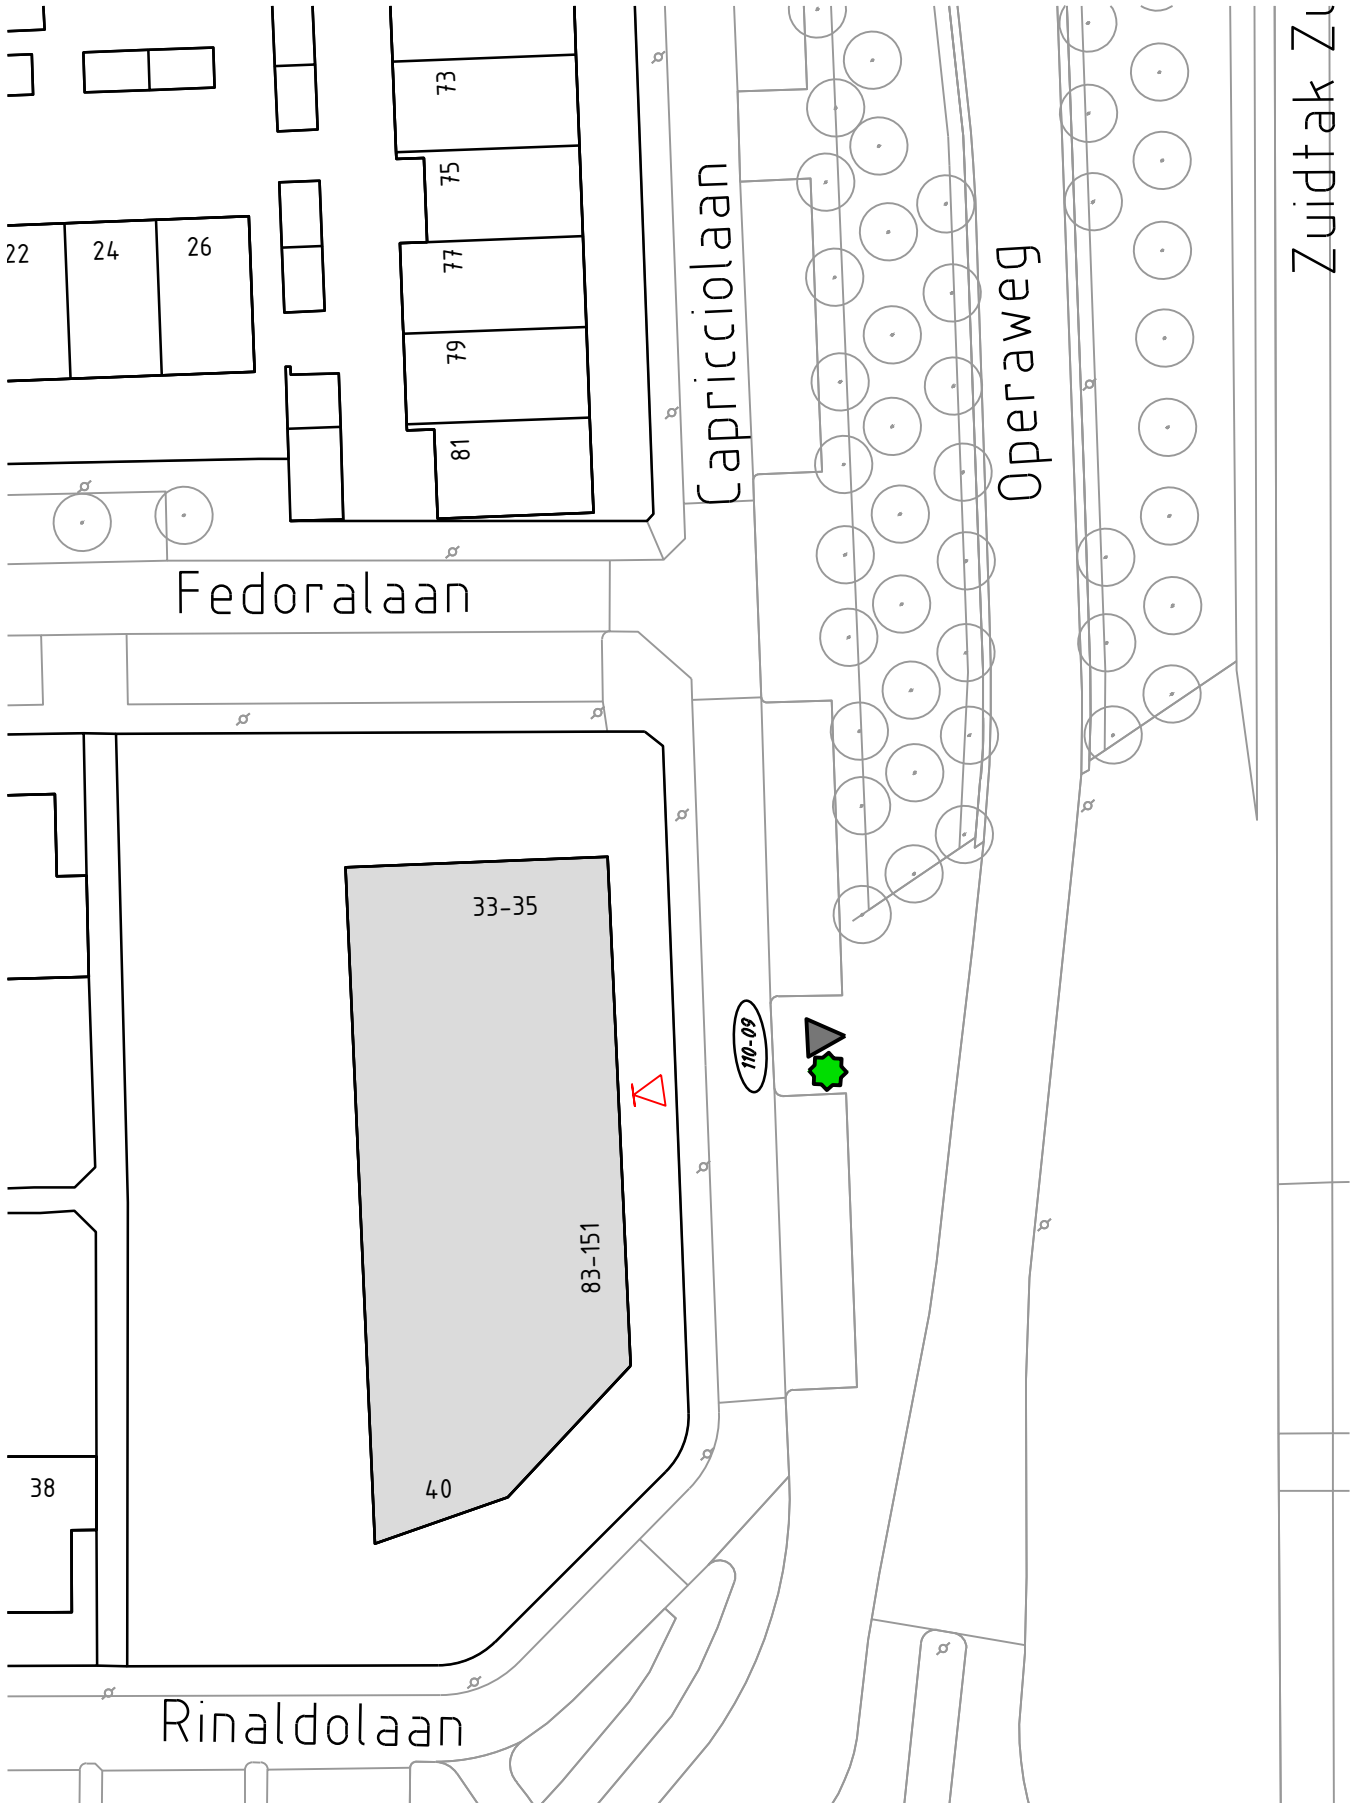 Zuidtak Zu
73
75
Capricciolaan
22
24
26
77
Operaweg
79
81
Fedoralaan
33-35
110-09
83-151
38
40
Rinaldolaan